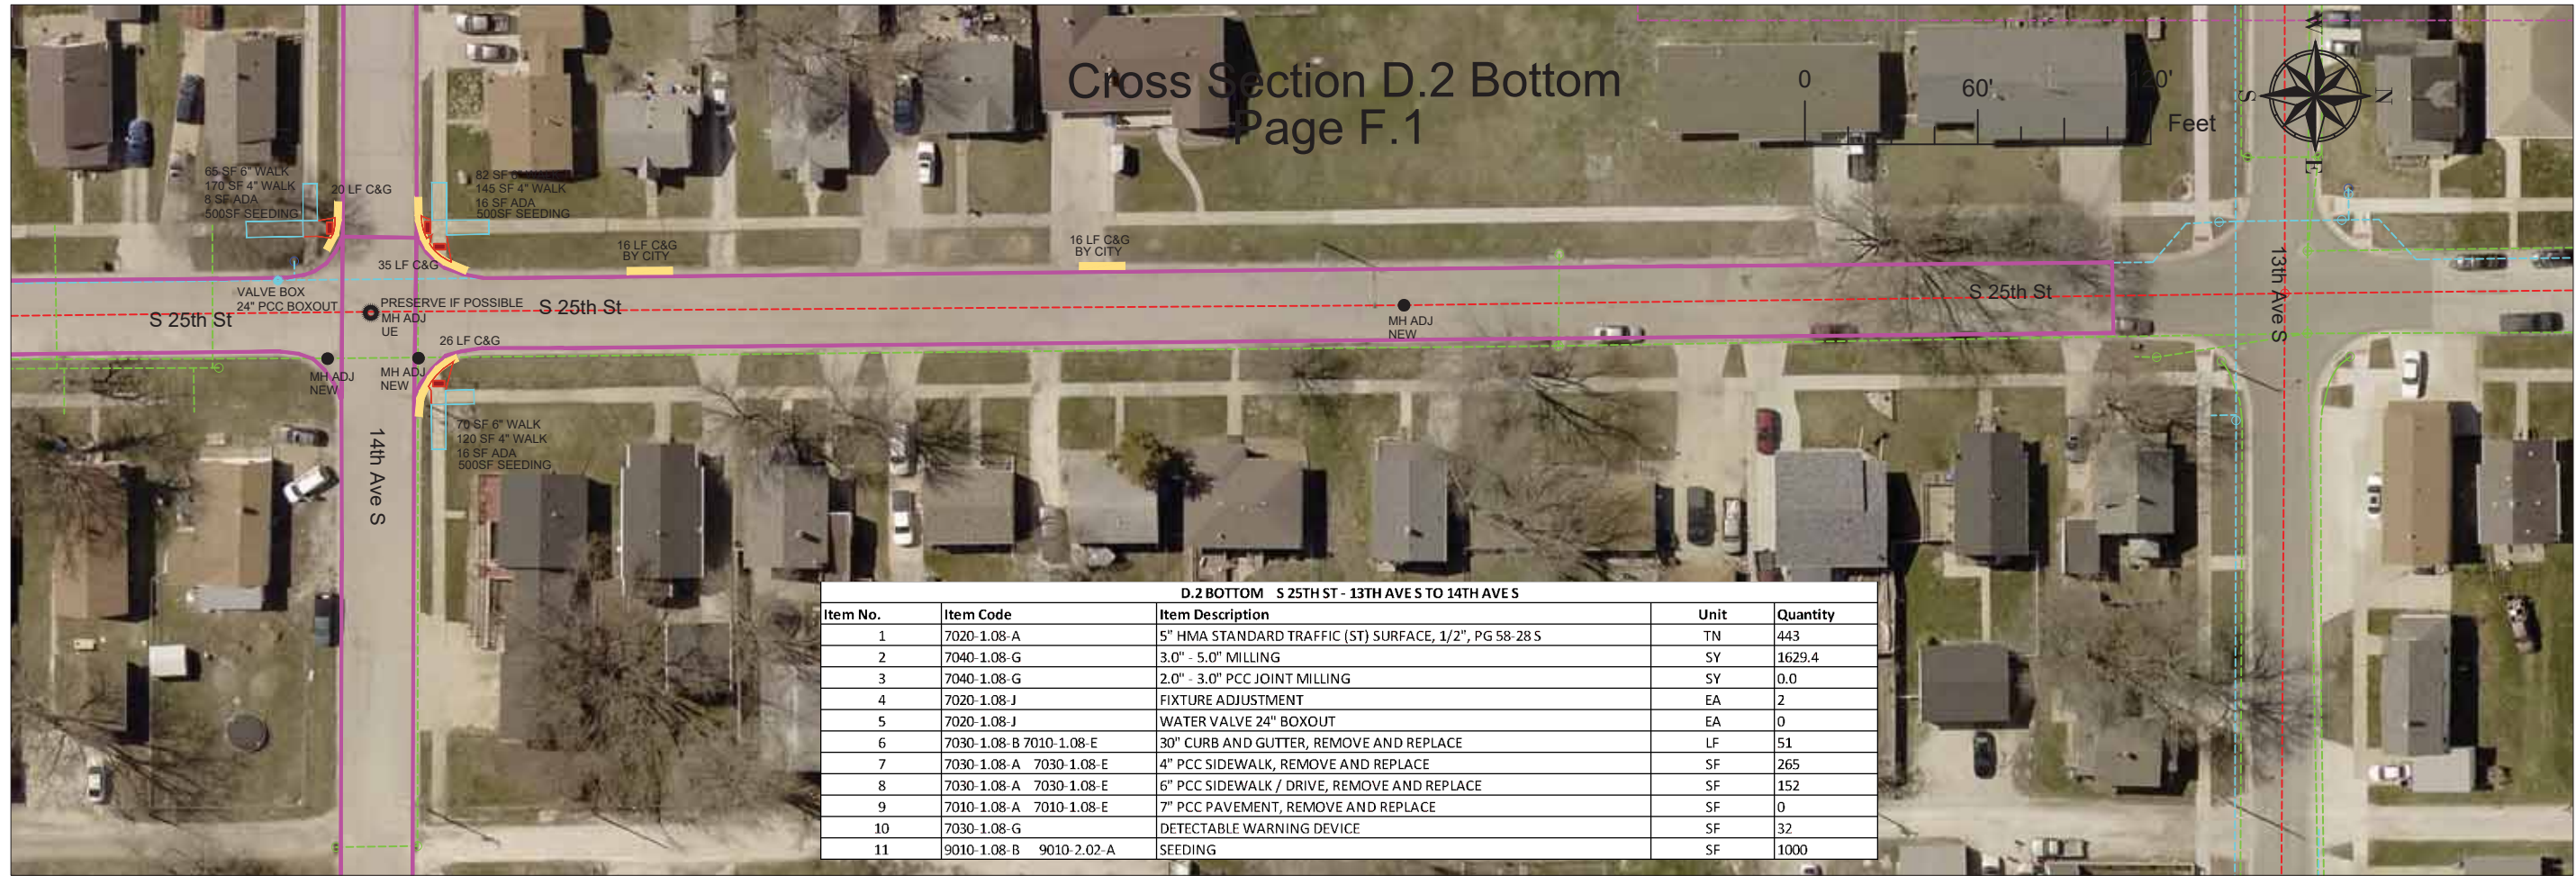 Cross Section D.2 Bottom
Page F.1
0 60' 120'
Feet
W
S
N
E
65 SF 6" WALK
170 SF 4" WALK
8 SF ADA
500SF SEEDING
20 LF C&G
82 SF 6" WALK
145 SF 4" WALK
16 SF ADA
500SF SEEDING
35 LF C&G
16 LF C&G
BY CITY
16 LF C&G
BY CITY
VALVE BOX
24" PCC BOXOUT
PRESERVE IF POSSIBLE
MH ADJ
UE
S 25th St
S 25th St
S 25th St
13th Ave S
MH ADJ
NEW
26 LF C&G
MH ADJ
NEW
MH ADJ
NEW
70 SF 6" WALK
120 SF 4" WALK
16 SF ADA
500SF SEEDING
14th Ave S
D.2 BOTTOM S 25TH ST - 13TH AVE S TO 14TH AVE S
Item No. Item Code Item Description Unit Quantity
1 7020-1.08-A 5" HMA STANDARD TRAFFIC (ST) SURFACE, 1/2", PG 58-28 S TN 443
2 7040-1.08-G 3.0" - 5.0" MILLING SY 1629.4
3 7040-1.08-G 2.0" - 3.0" PCC JOINT MILLING SY 0.0
4 7020-1.08-J FIXTURE ADJUSTMENT EA 2
5 7020-1.08-J WATER VALVE 24" BOXOUT EA 0
6 7030-1.08-B 7010-1.08-E 30" CURB AND GUTTER, REMOVE AND REPLACE LF 51
7 7030-1.08-A 7030-1.08-E 4" PCC SIDEWALK, REMOVE AND REPLACE SF 265
8 7030-1.08-A 7030-1.08-E 6" PCC SIDEWALK / DRIVE, REMOVE AND REPLACE SF 152
9 7010-1.08-A 7010-1.08-E 7" PCC PAVEMENT, REMOVE AND REPLACE SF 0
10 7030-1.08-G DETECTABLE WARNING DEVICE SF 32
11 9010-1.08-B 9010-2.02-A SEEDING SF 1000